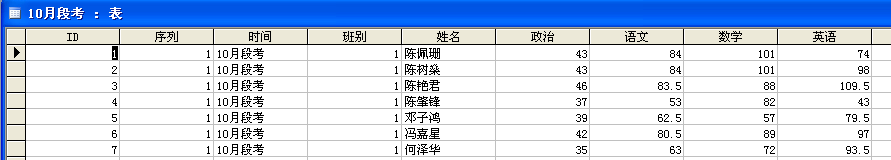 10月段考 : 表
ID 序列 时间 班别 姓名 政治 语文 数学 英语
1 1 10月段考 1 陈佩珊 43 84 101 74
2 1 10月段考 1 陈树燊 43 84 101 98
3 1 10月段考 1 陈艳君 46 83.5 88 109.5
4 1 10月段考 1 陈肇锋 37 53 82 43
5 1 10月段考 1 邓子鸿 39 62.5 57 79.5
6 1 10月段考 1 冯嘉星 42 80.5 89 97
7 1 10月段考 1 何泽华 35 63 72 93.5